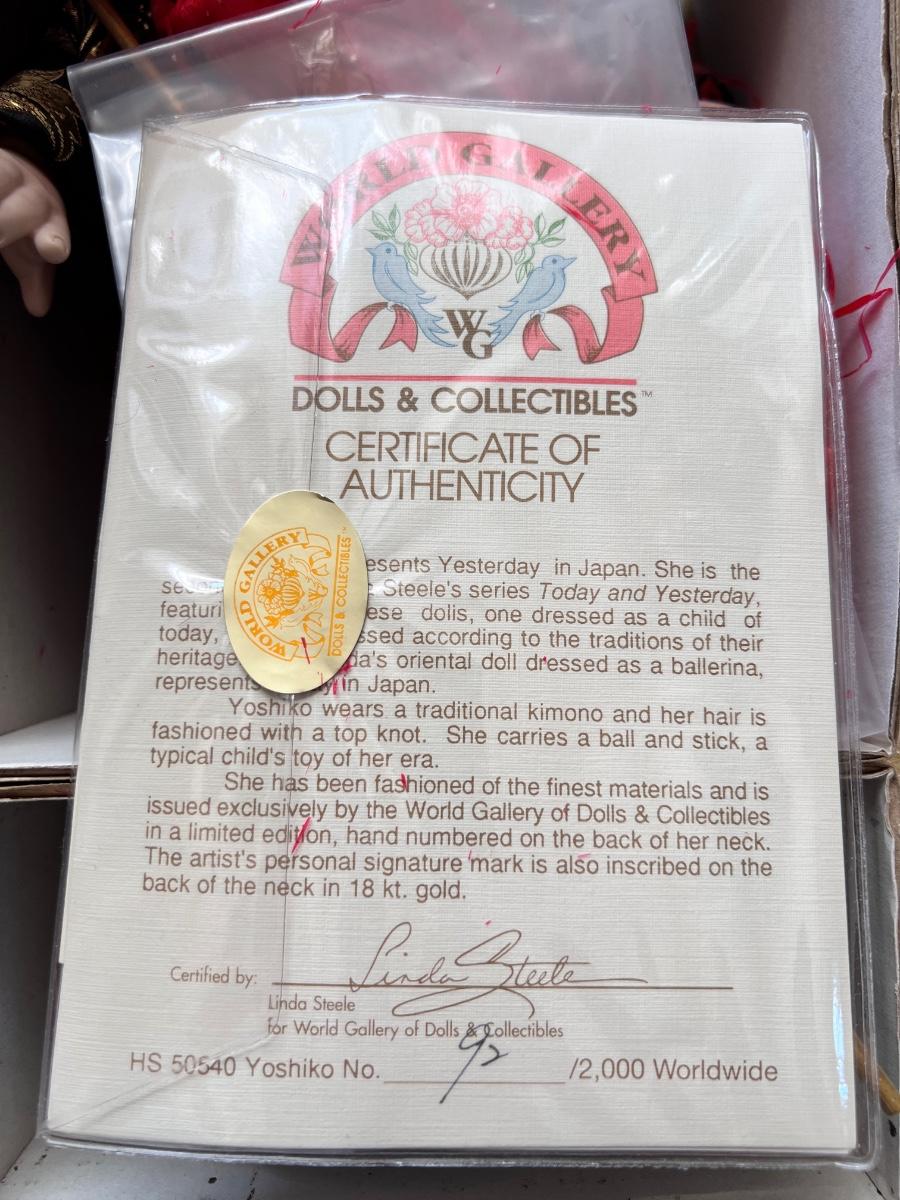 WORLD GALLERY
WG
DOLLS & COLLECTIBLES™
CERTIFICATE OF
AUTHENTICITY
esents Yesterday in Japan. She is the
Steele's series Today and Yesterday,
featuri ese dolls, one dressed as a child of
today, ssed according to the traditions of their
heritage da's oriental doll dressed as a ballerina,
represents y in Japan.
Yoshiko wears a traditional kimono and her hair is
fashioned with a top knot. She carries a ball and stick, a
typical child's toy of her era.
She has been fashioned of the finest materials and is
issued exclusively by the World Gallery of Dolls & Collectibles
in a limited edition, hand numbered on the back of her neck.
The artist's personal signature mark is also inscribed on the
back of the neck in 18 kt. gold.
WORLD GALLERY
DOLLS & COLLECTIBLES™
Certified by: Linda Steele
Linda Steele
for World Gallery of Dolls & Collectibles
HS 50540 Yoshiko No. 92 /2,000 Worldwide